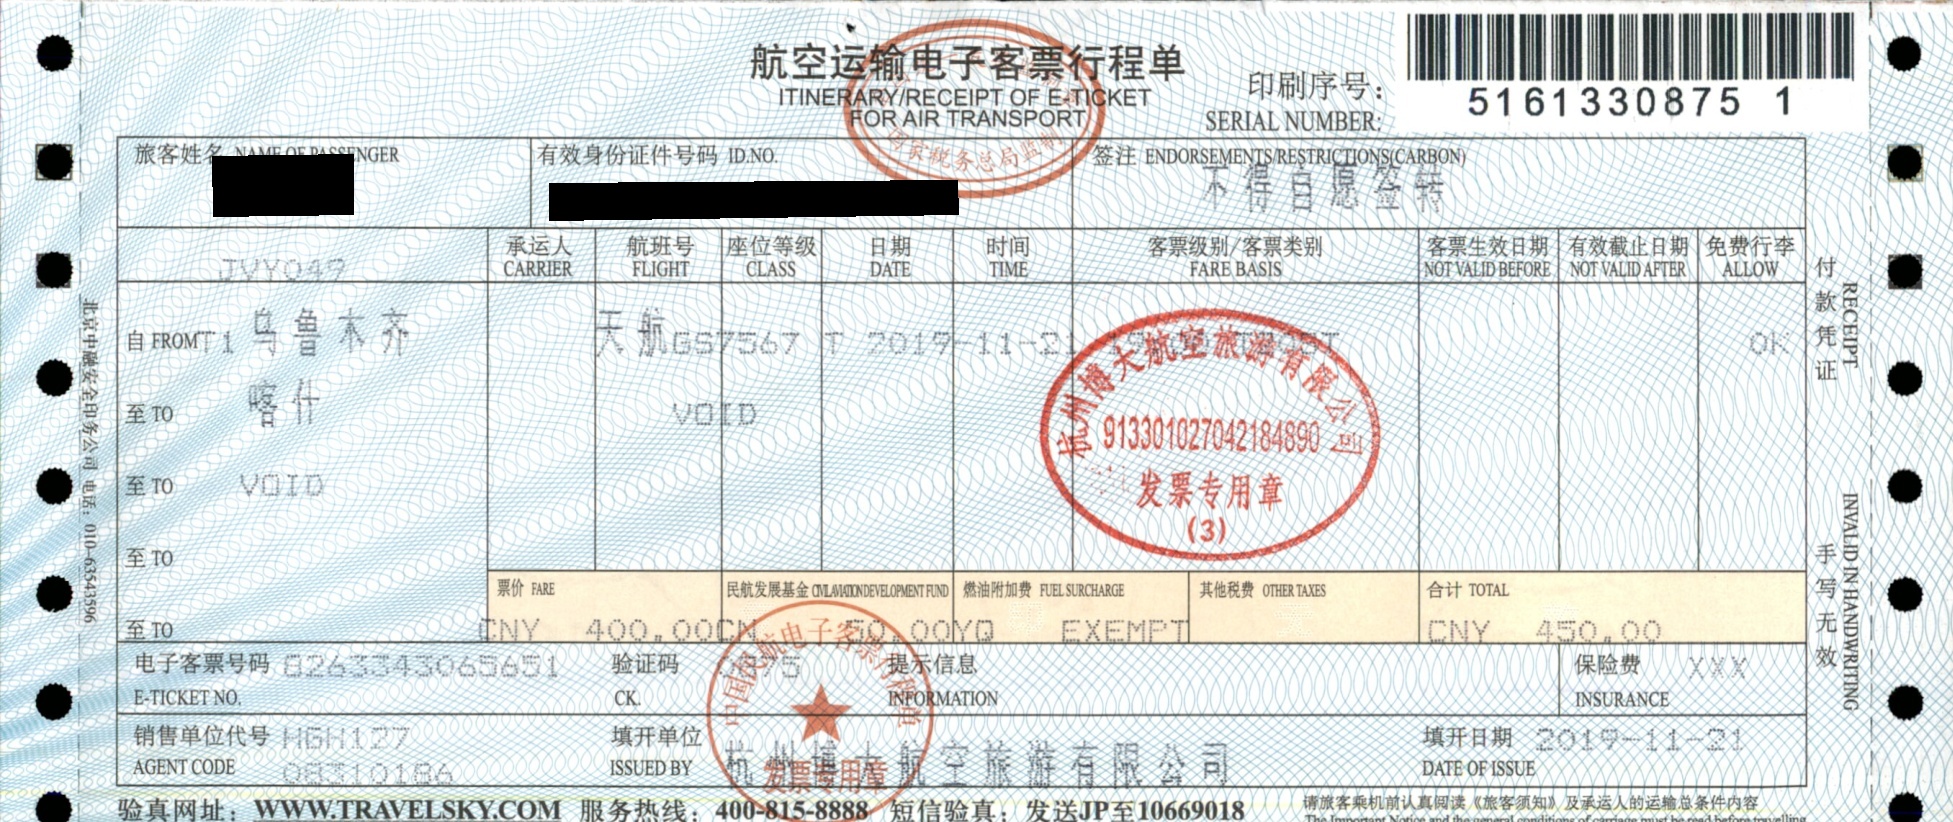 航空运输电子客票行程单
ITINERARY/RECEIPT OF E-TICKET
FOR AIR TRANSPORT
国家税务总局监制
印刷序号：
SERIAL NUMBER:
5161330875 1
旅客姓名 NAME OF PASSENGER
有效身份证件号码 ID.NO.
签注 ENDORSEMENTS/RESTRICTIONS(CARBON)
不得自愿签转
JVY049
承运人 CARRIER
航班号 FLIGHT
座位等级 CLASS
日期 DATE
时间 TIME
客票级别/客票类别 FARE BASIS
客票生效日期 NOT VALID BEFORE
有效截止日期 NOT VALID AFTER
免费行李 ALLOW
自 FROM T1 乌鲁木齐 天航 GS7567 T 2019-11-21 OK
至 TO 喀什 VOID
至 TO VOID
至 TO
至 TO
杭州博大航空旅游有限公司
913301027042184890
发票专用章
(3)
票价 FARE
民航发展基金 CIVIL AVIATION DEVELOPMENT FUND
燃油附加费 FUEL SURCHARGE
其他税费 OTHER TAXES
合计 TOTAL
CNY 400.00 CN 50.00 YQ EXEMPT CNY 450.00
电子客票号码 8263343065651
E-TICKET NO.
验证码
CK.
提示信息
INFORMATION
保险费 XXX
INSURANCE
中国民航电子客票行程单
发票专用章
销售单位代号 HGH127
AGENT CODE 08310186
填开单位
ISSUED BY
杭州博大航空旅游有限公司
填开日期 2019-11-21
DATE OF ISSUE
验真网址：WWW.TRAVELSKY.COM 服务热线：400-815-8888 短信验真：发送JP至10669018
请旅客乘机前认真阅读《旅客须知》及承运人的运输总条件内容
The Important Notice and the general conditions of carriage must be read before travelling
付款凭证 RECEIPT
手写无效 INVALID IN HANDWRITING
北京中融安全印务公司 电话：010-63543596